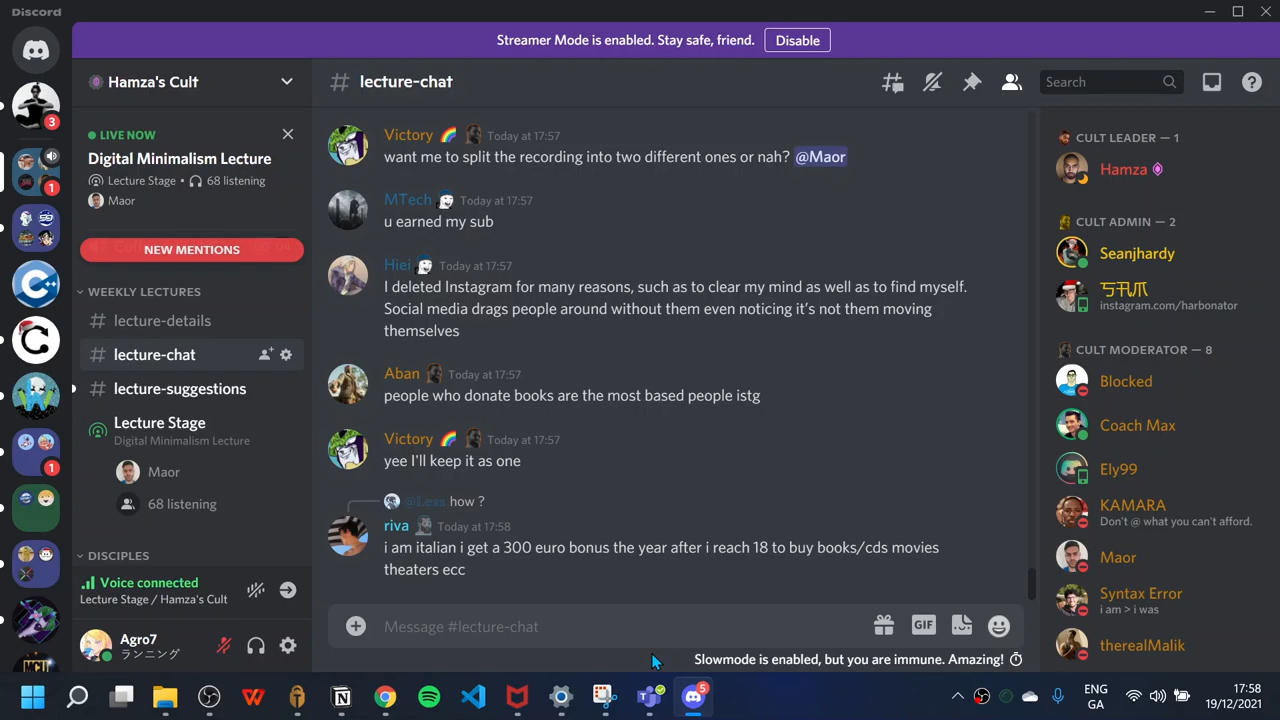 Discord
Streamer Mode is enabled. Stay safe, friend.
Disable
Hamza's Cult
lecture-chat
Search
LIVE NOW
Digital Minimalism Lecture
Lecture Stage • 68 listening
Maor
NEW MENTIONS
WEEKLY LECTURES
lecture-details
lecture-chat
lecture-suggestions
Lecture Stage
Digital Minimalism Lecture
Maor
68 listening
DISCIPLES
Voice connected
Lecture Stage / Hamza's Cult
Agro7
ランニング
3
1
1
Victory 🌈 Today at 17:57
want me to split the recording into two different ones or nah? @Maor
MTech Today at 17:57
u earned my sub
Hiei Today at 17:57
I deleted Instagram for many reasons, such as to clear my mind as well as to find myself.
Social media drags people around without them even noticing it's not them moving
themselves
Aban Today at 17:57
people who donate books are the most based people istg
Victory 🌈 Today at 17:57
yee I'll keep it as one
@Less how ?
riva Today at 17:58
i am italian i get a 300 euro bonus the year after i reach 18 to buy books/cds movies
theaters ecc
Message #lecture-chat
GIF
Slowmode is enabled, but you are immune. Amazing!
CULT LEADER — 1
Hamza
CULT ADMIN — 2
Seanjhardy
instagram.com/harbonator
CULT MODERATOR — 8
Blocked
Coach Max
Ely99
KAMARA
Don't @ what you can't afford.
Maor
Syntax Error
i am > i was
therealMalik
MCU
5
ENG
GA
17:58
19/12/2021